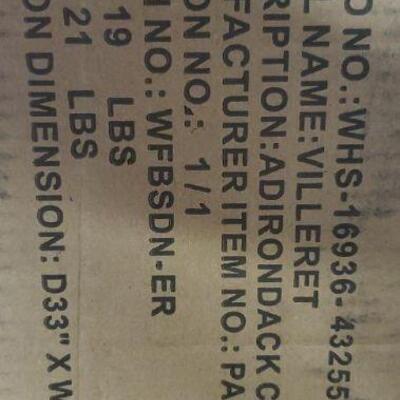 O NO.:WHS-16936-43255
L NAME:VILLERET
RIPTION:ADIRONDACK C
FACTURER ITEM NO.: PA
ON NO.: 1/1
NO.: WFBSDN-ER
19 LBS
21 LBS
ON DIMENSION: D33" X W